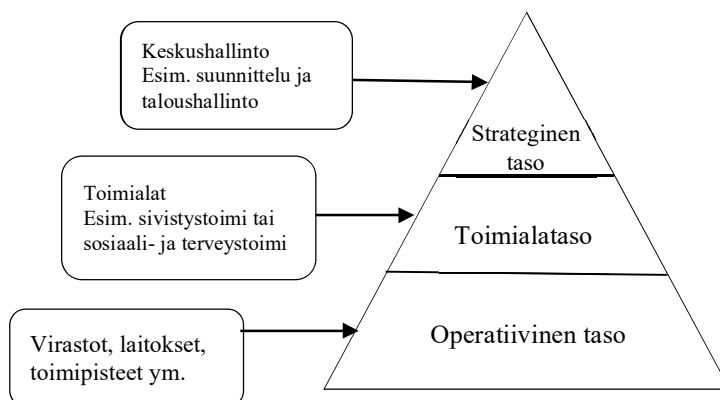 Keskushallinto
Esim. suunnittelu ja
taloushallinto
Strateginen
taso
Toimialat
Esim. sivistystoimi tai
sosiaali- ja terveystoimi
Toimialataso
Virastot, laitokset,
toimipisteet ym.
Operatiivinen taso